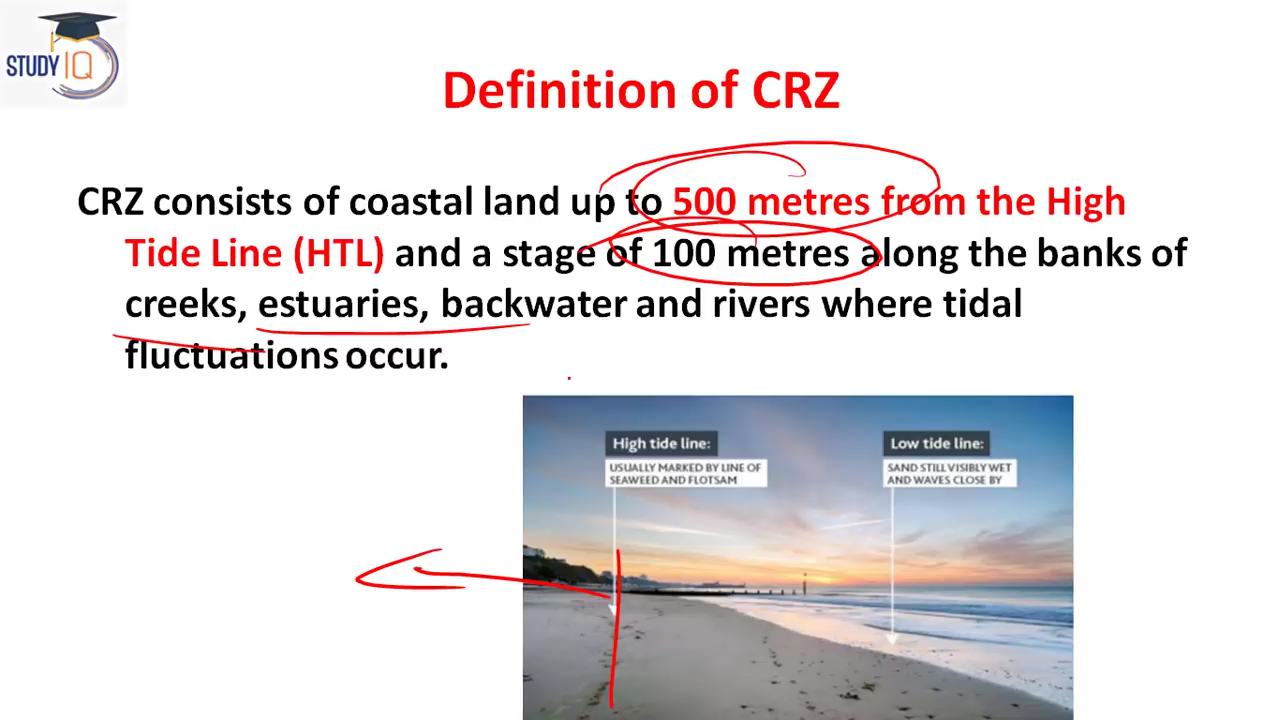 STUDY IQ
Definition of CRZ
CRZ consists of coastal land up to 500 metres from the High
Tide Line (HTL) and a stage of 100 metres along the banks of
creeks, estuaries, backwater and rivers where tidal
fluctuations occur.
High tide line:
USUALLY MARKED BY LINE OF
SEAWEED AND FLOTSAM
Low tide line:
SAND STILL VISIBLY WET
AND WAVES CLOSE BY